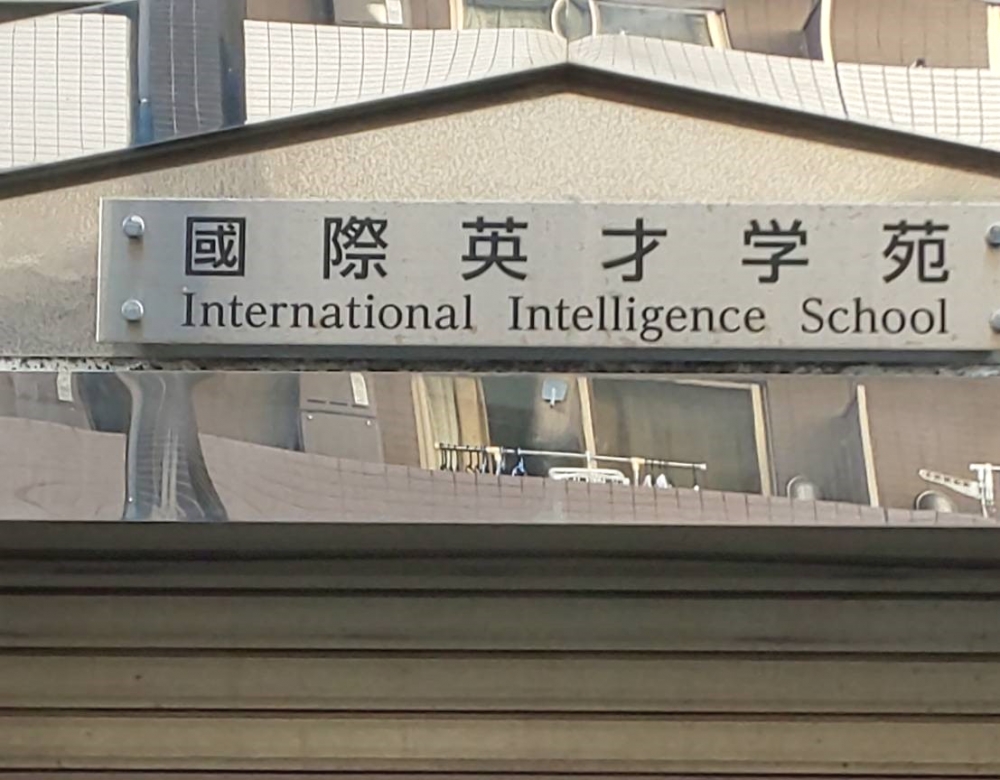 國際英才学苑
International Intelligence School